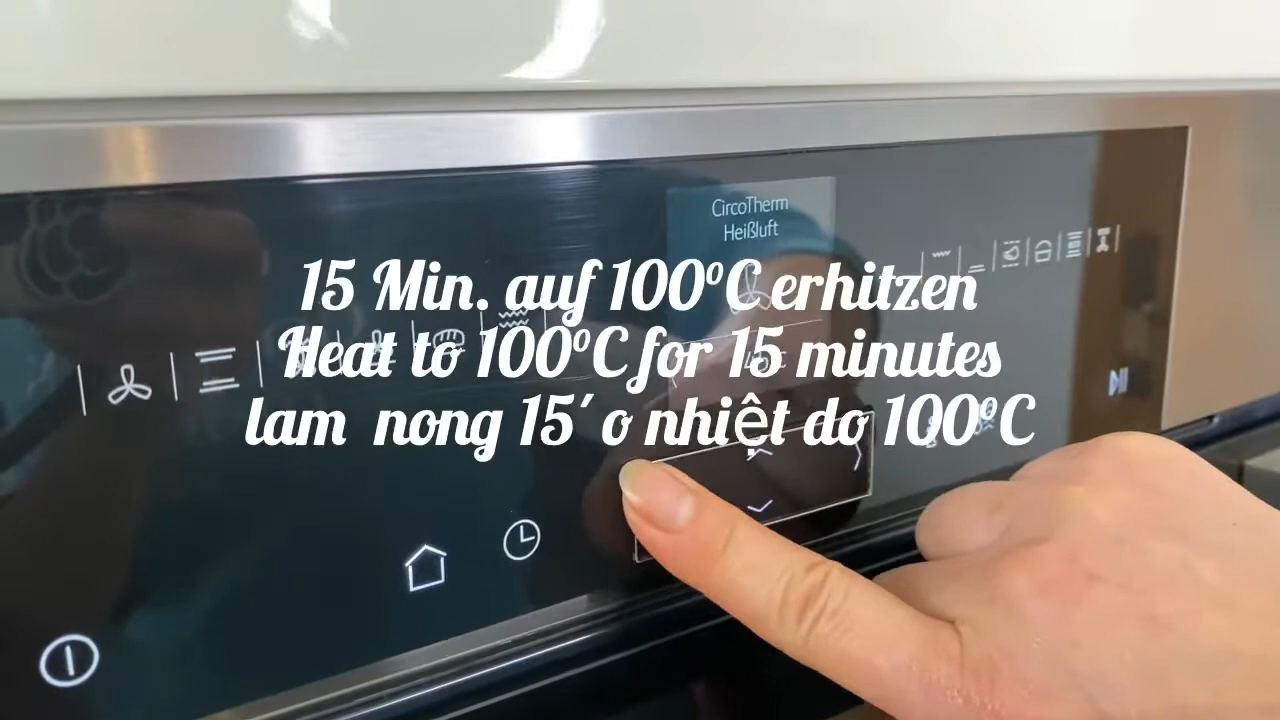 CircoTherm
Heißluft
15 Min. auf 100°C erhitzen
Heat to 100°C for 15 minutes
lam nong 15´ o nhiệt do 100°C